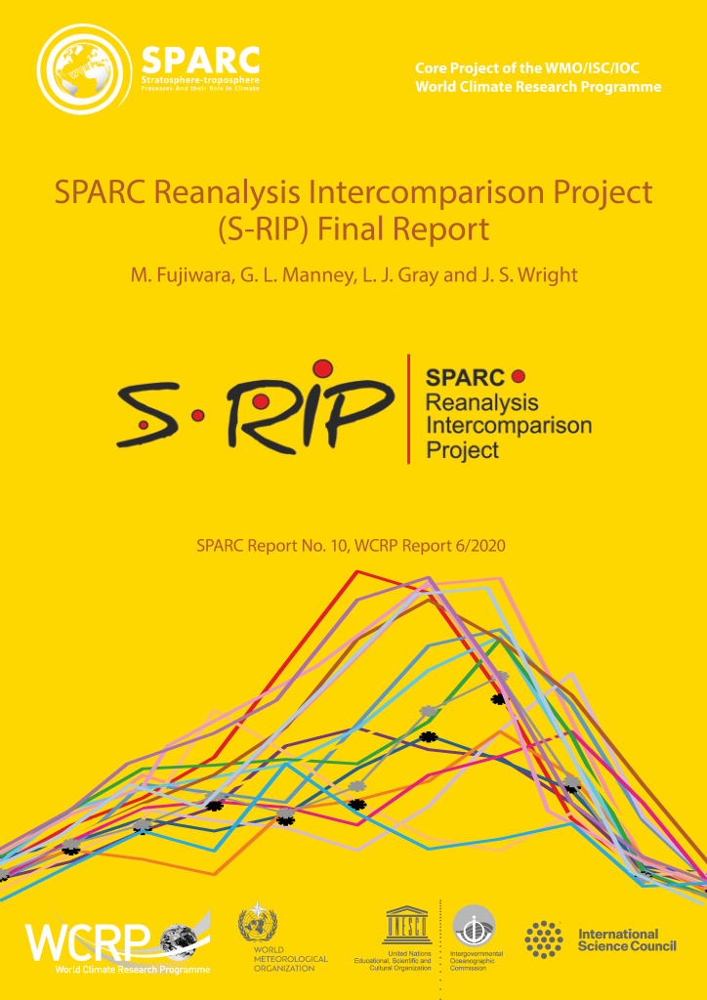 SPARC
Stratosphere-troposphere
Processes And their Role in Climate
Core Project of the WMO/ISC/IOC
World Climate Research Programme
SPARC Reanalysis Intercomparison Project
(S-RIP) Final Report
M. Fujiwara, G. L. Manney, L. J. Gray and J. S. Wright
S·RIP
SPARC
Reanalysis
Intercomparison
Project
SPARC Report No. 10, WCRP Report 6/2020
WCRP
World Climate Research Programme
WORLD
METEOROLOGICAL
ORGANIZATION
UNESCO
United Nations
Educational, Scientific and
Cultural Organization
Intergovernmental
Oceanographic
Commission
International
Science Council